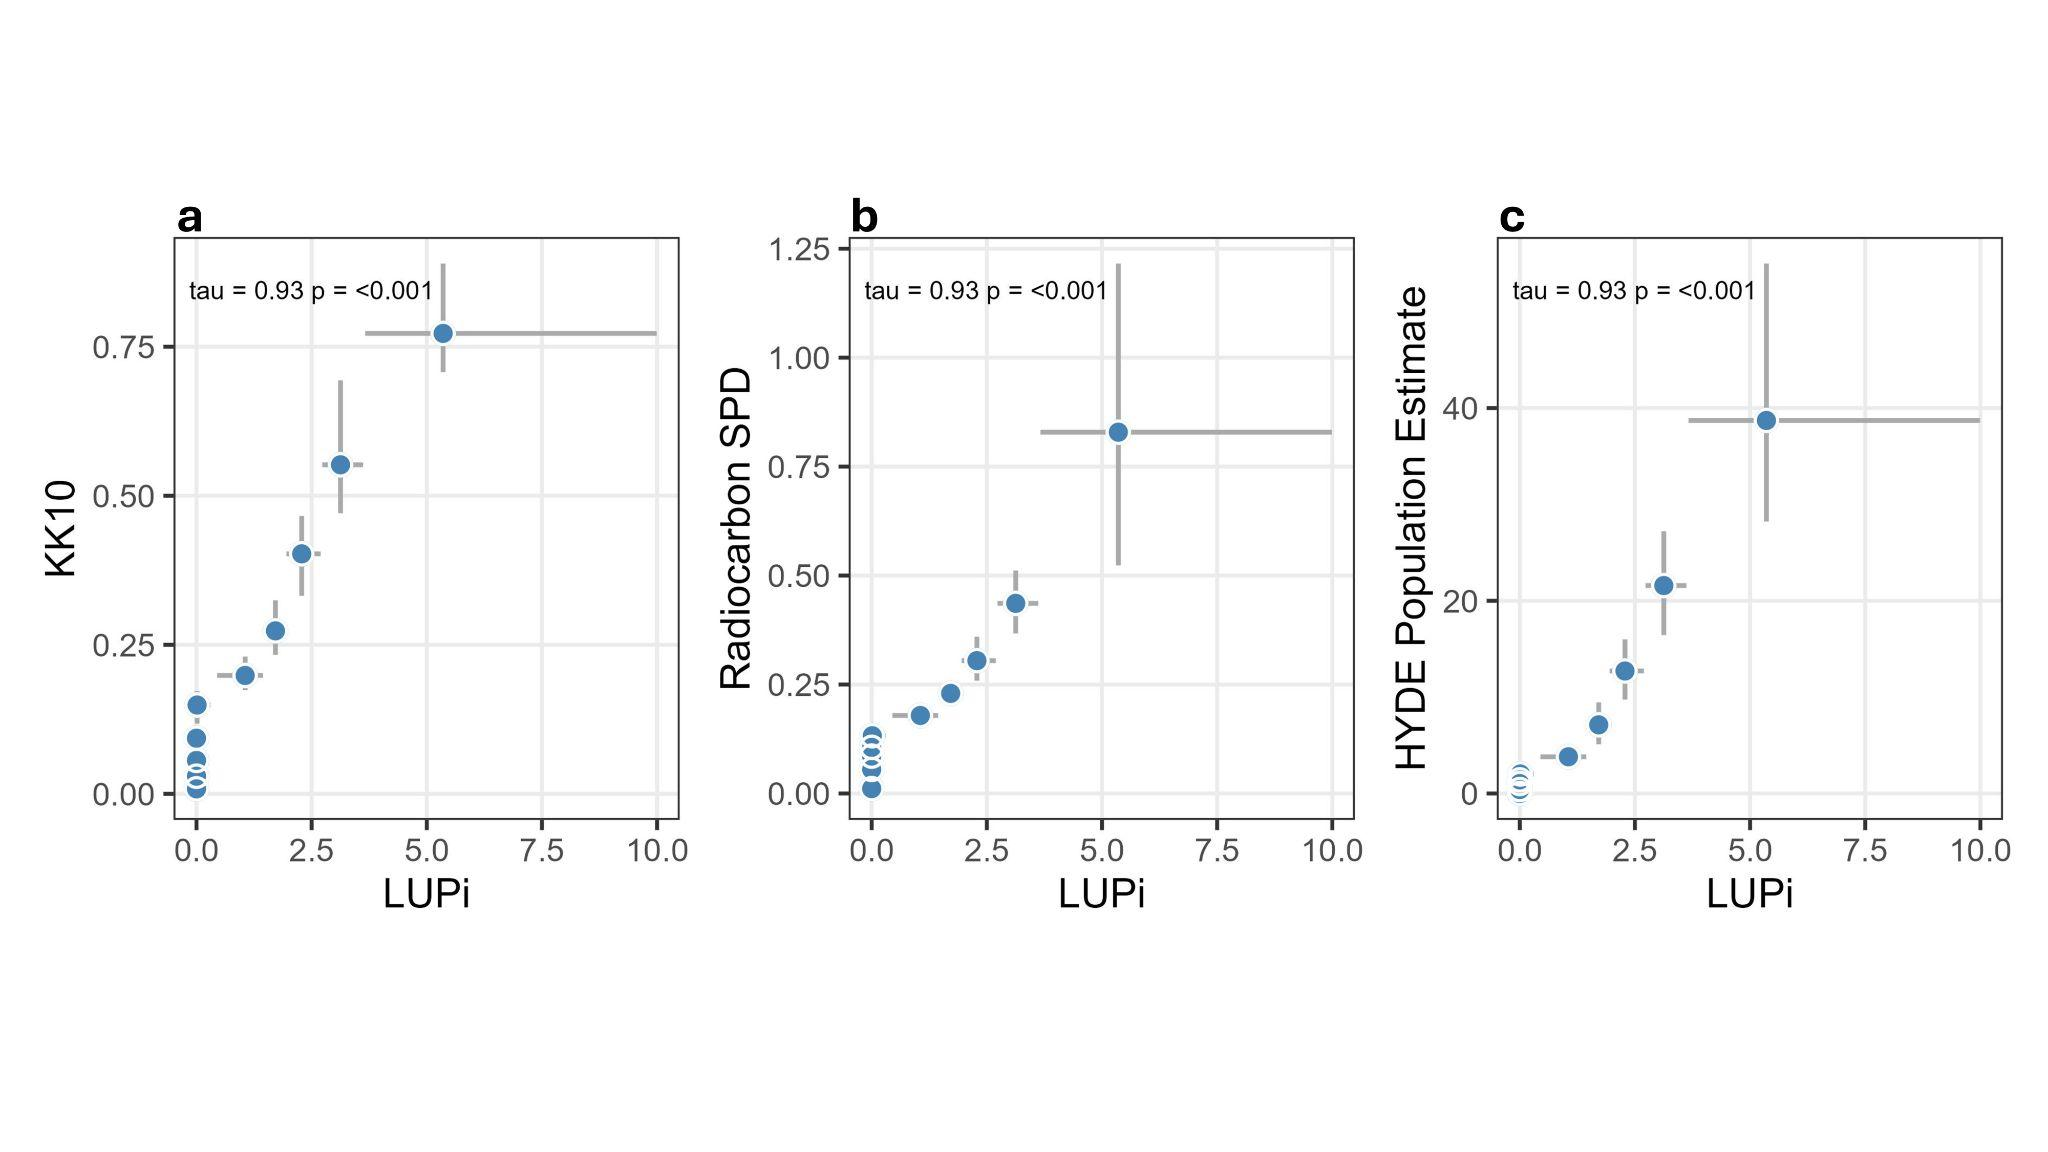 a
tau = 0.93 p = <0.001
KK10
0.75
0.50
0.25
0.00
0.0 2.5 5.0 7.5 10.0
LUPi
b
tau = 0.93 p = <0.001
Radiocarbon SPD
1.25
1.00
0.75
0.50
0.25
0.00
0.0 2.5 5.0 7.5 10.0
LUPi
c
tau = 0.93 p = <0.001
HYDE Population Estimate
40
20
0
0.0 2.5 5.0 7.5 10.0
LUPi